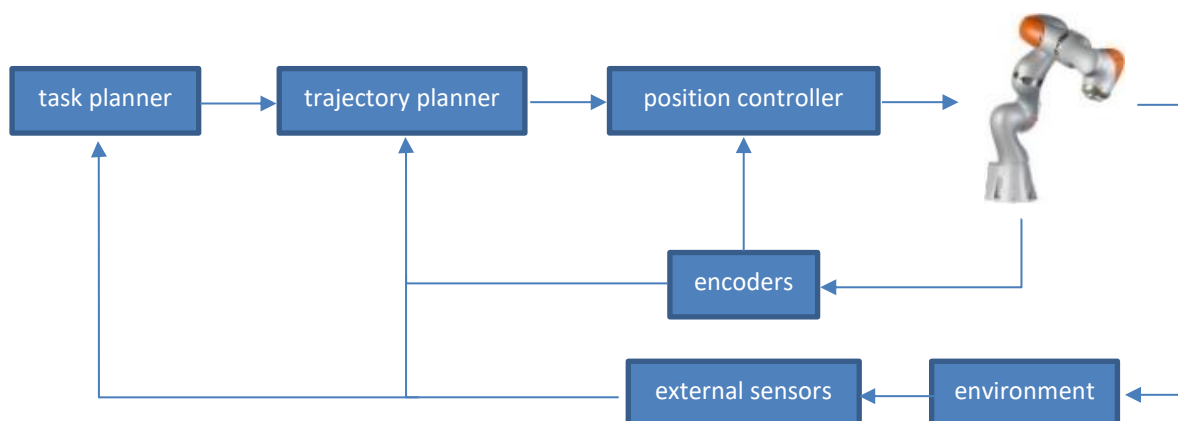 task planner
trajectory planner
position controller
encoders
external sensors
environment